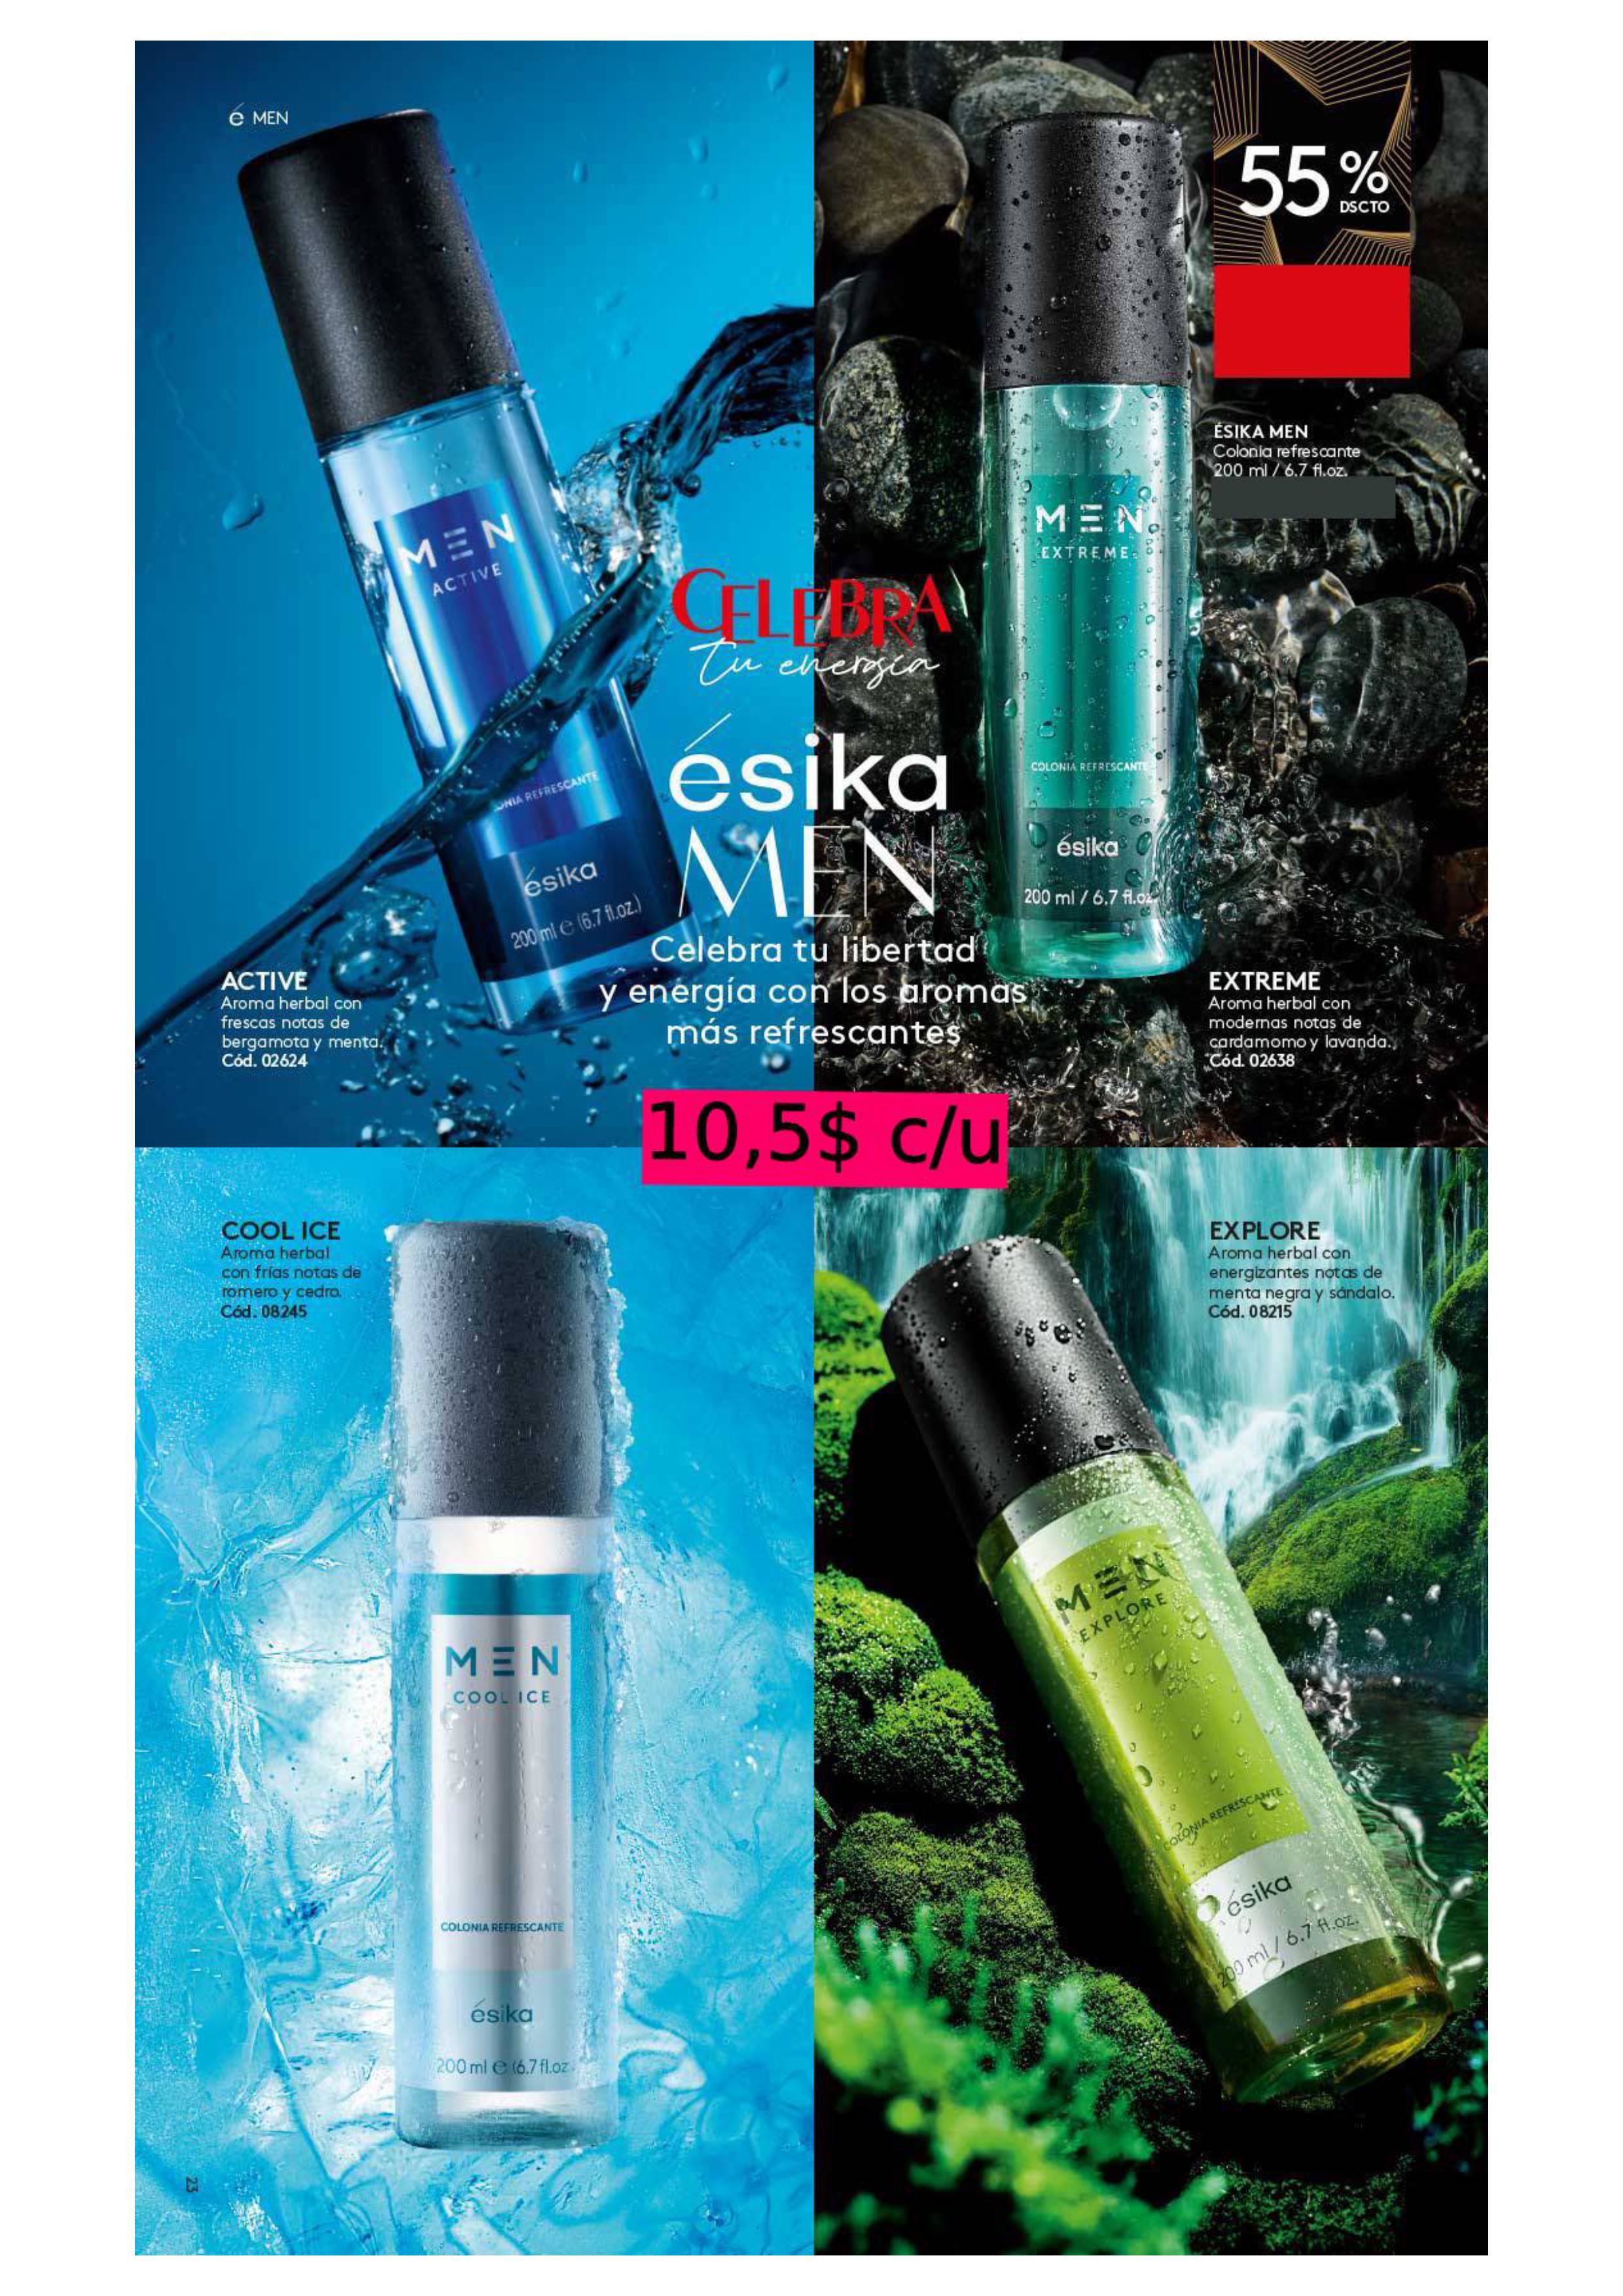 é MEN
55%
DSCTO
ÉSIKA MEN
Colonia refrescante
200 ml / 6.7 fl.oz.
MEN
ACTIVE
ONIA REFRESCANTE
ésika
200 ml e (6.7 fl.oz.)
MEN
EXTREME
COLONIA REFRESCANTE
ésika
200 ml / 6.7 fl.oz.
CELEBRA
Tu energía
ésika
MEN
Celebra tu libertad
y energía con los aromas
más refrescantes
ACTIVE
Aroma herbal con
frescas notas de
bergamota y menta.
Cód. 02624
EXTREME
Aroma herbal con
modernas notas de
cardamomo y lavanda.
Cód. 02638
10,5$ c/u
COOL ICE
Aroma herbal
con frías notas de
romero y cedro.
Cód. 08245
EXPLORE
Aroma herbal con
energizantes notas de
menta negra y sándalo.
Cód. 08215
MEN
COOL ICE
COLONIA REFRESCANTE
ésika
200 ml e (6.7 fl.oz
MEN
EXPLORE
COLONIA REFRESCANTE
ésika
200 ml / 6.7 fl.oz.
23